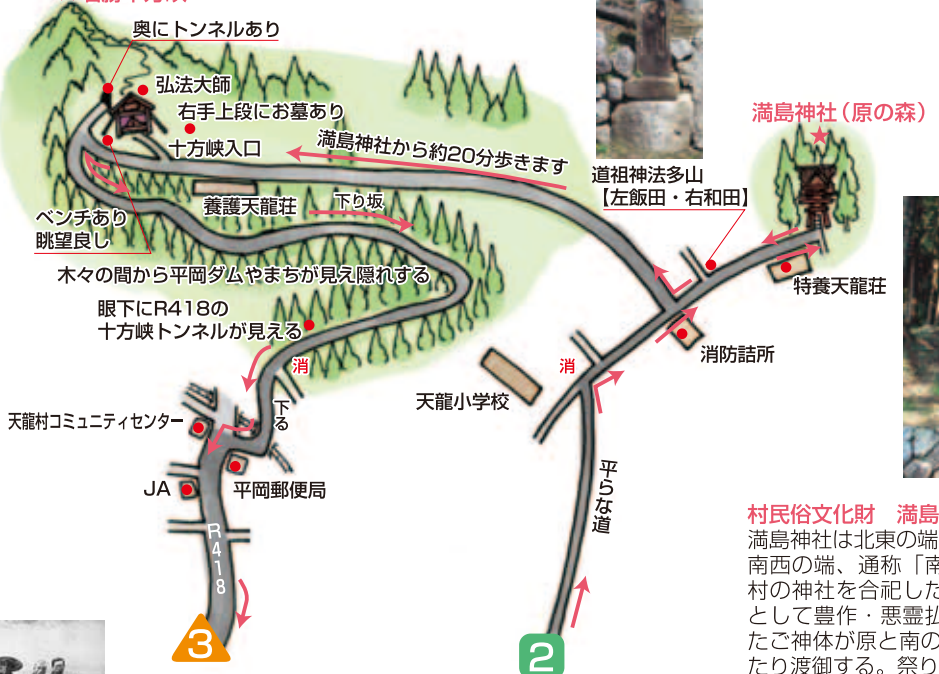 奥にトンネルあり
弘法大師
右手上段にお墓あり
十方峡入口
満島神社から約20分歩きます
養護天龍荘
下り坂
ベンチあり
眺望良し
木々の間から平岡ダムやまちが見え隠れする
眼下にR418の
十方峡トンネルが見える
消
下る
天龍村コミュニティセンター
JA
平岡郵便局
R418
3
満島神社（原の森）
道祖神法多山
【左飯田・右和田】
特養天龍荘
消防詰所
消
天龍小学校
平らな道
2
村民俗文化財　満島
満島神社は北東の端
南西の端、通称「南
村の神社を合祀した
として豊作・悪霊払
たご神体が原と南の
たり渡御する。祭り